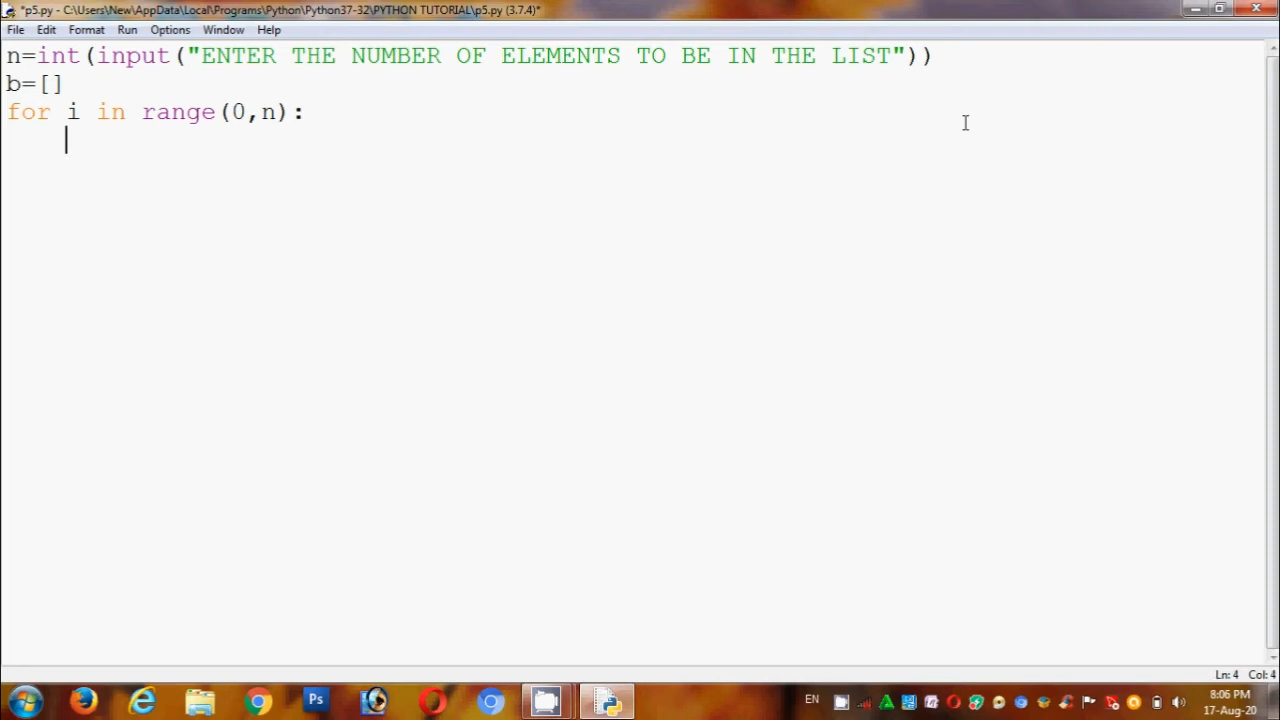 *p5.py - C:\Users\New\AppData\Local\Programs\Python\Python37-32\PYTHON TUTORIAL\p5.py (3.7.4)*
File Edit Format Run Options Window Help
n=int(input("ENTER THE NUMBER OF ELEMENTS TO BE IN THE LIST"))
b=[]
for i in range(0,n):
Ln: 4 Col: 4
Ps
EN
8:06 PM
17-Aug-20